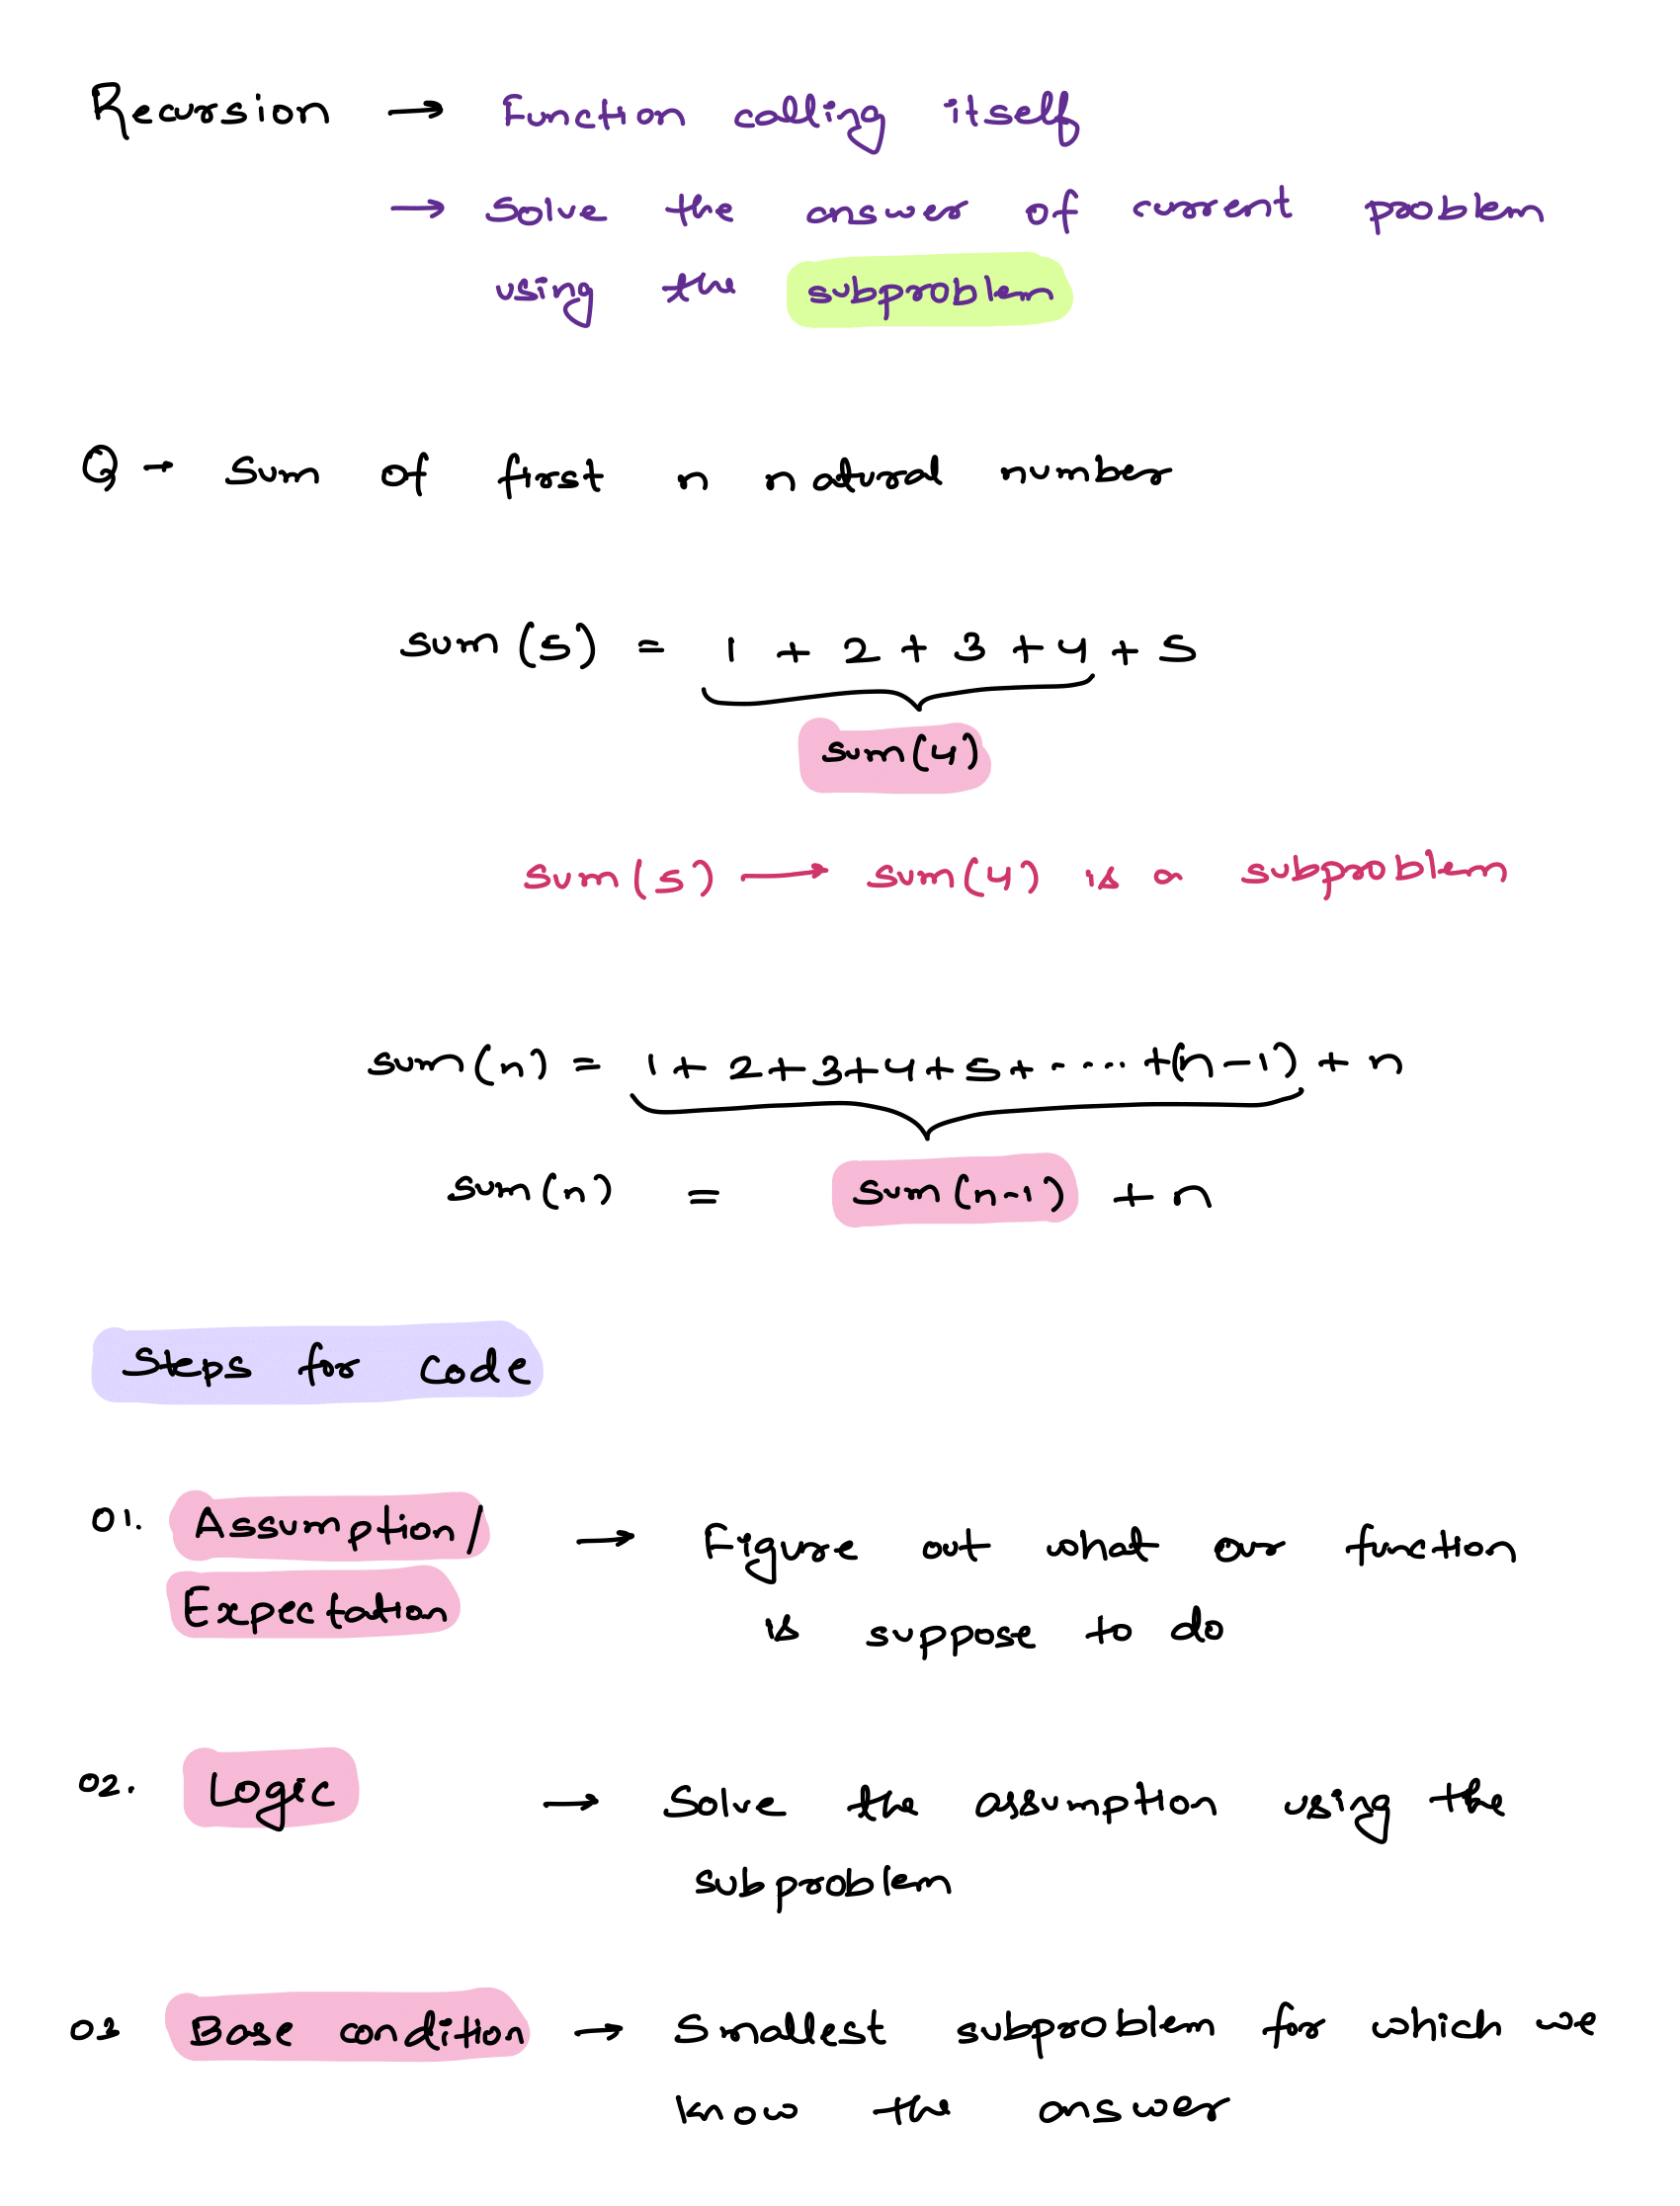 Recursion → Function calling itself
→ Solve the answer of current problem
using the subproblem
Q → Sum of first n natural number
sum(5) = 1 + 2 + 3 + 4 + 5
sum(4)
sum(5) → sum(4) is a subproblem
sum(n) = 1 + 2 + 3 + 4 + 5 + ..... + (n-1) + n
sum(n) = sum(n-1) + n
Steps for code
01. Assumption/ → Figure out what our function
Expectation is suppose to do
02. Logic → Solve the assumption using the
subproblem
03 Base condition → Smallest subproblem for which we
know the answer